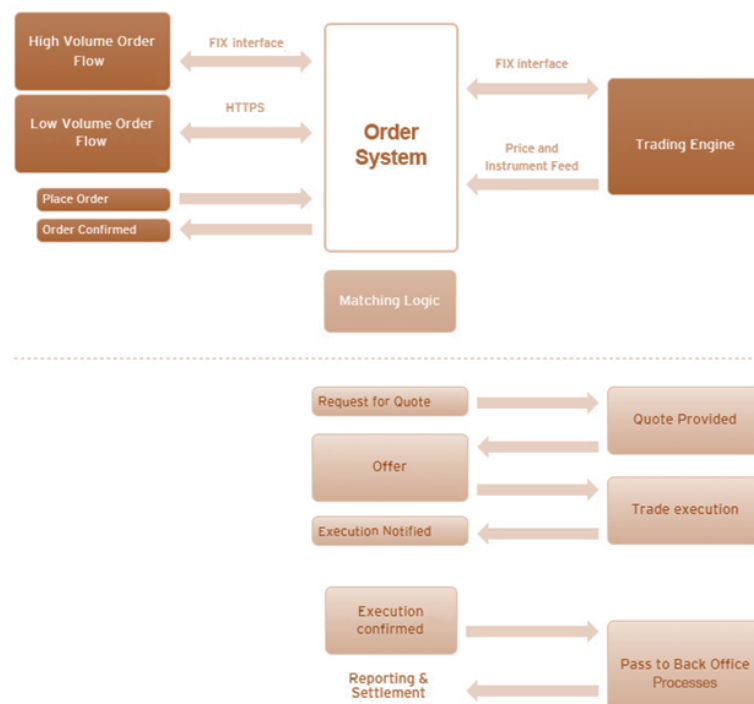 High Volume Order
Flow
FIX interface
Low Volume Order
Flow
HTTPS
Place Order
Order Confirmed
Order
System
FIX interface
Price and
Instrument Feed
Trading Engine
Matching Logic
Request for Quote
Quote Provided
Offer
Trade execution
Execution Notified
Execution
confirmed
Pass to Back Office
Processes
Reporting &
Settlement